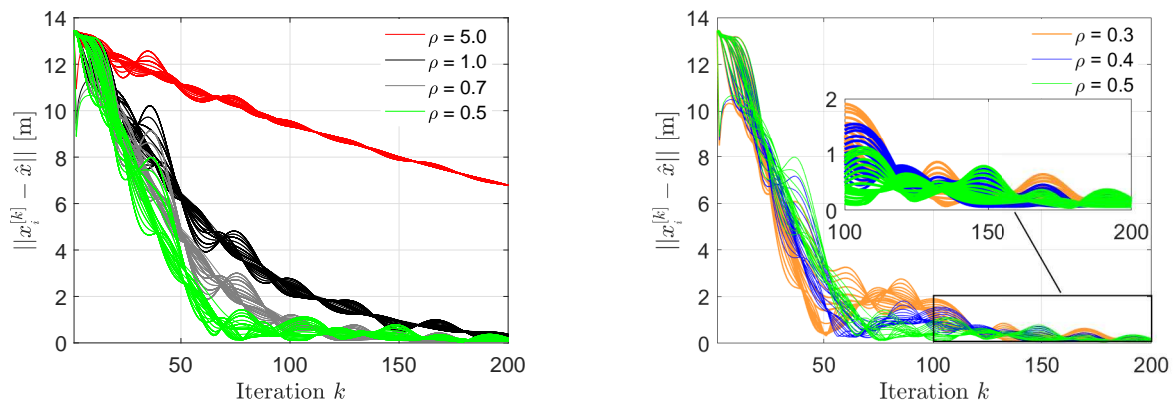 14
12
10
8
6
4
2
0
50
100
150
200
Iteration k
||x_i^{[k]} − x̂|| [m]
ρ = 5.0
ρ = 1.0
ρ = 0.7
ρ = 0.5
14
12
10
8
6
4
2
0
50
100
150
200
Iteration k
||x_i^{[k]} − x̂|| [m]
ρ = 0.3
ρ = 0.4
ρ = 0.5
2
1
0
100
150
200